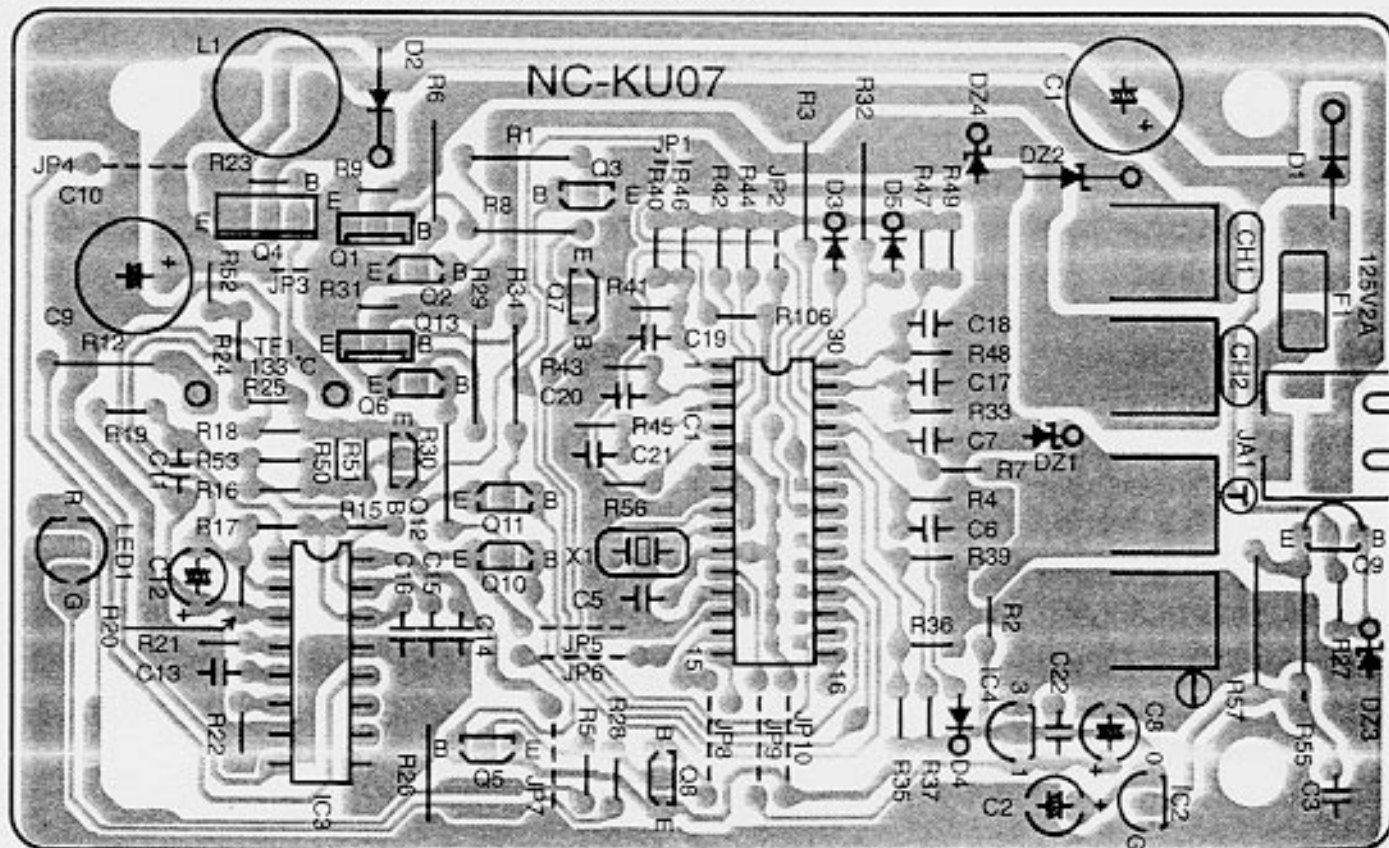 NC-KU07
L1
D2
R6
R1
R3
R32
DZ4
C1
JP4
R23
R9
Q3
JP1
DZ2
D1
C10
B
E
E
B
R8
B
E
R40
R46
R42
R44
JP2
D3
D5
R47
R49
CH1
E
Q4
Q1
E
B
E
R52
JP3
R31
Q2
R29
R34
Q7
R41
R106
30
C18
F1
125V2A
C9
R12
R24
TF1
133°C
Q13
E
B
B
C19
R48
CH2
R25
E
B
R43
C17
Q6
C20
R33
R19
R18
E
R45
IC1
C7
DZ1
JA1
R53
R50
R51
R30
C21
R7
C11
R16
B
E
B
R4
R
R17
R15
Q12
Q11
R56
C6
E
B
LED1
C12
C16
C15
E
B
X1
R39
Q9
G
Q10
C5
R20
+
C14
JP5
R36
R2
R21
R27
C13
JP6
15
16
IC4
3
C22
C8
R57
DZ3
R22
R26
B
E
R5
R28
B
JP8
JP9
JP10
1
+
0
R55
Q5
JP7
Q8
R35
R37
D4
C2
+
IC2
C3
IC3
E
G